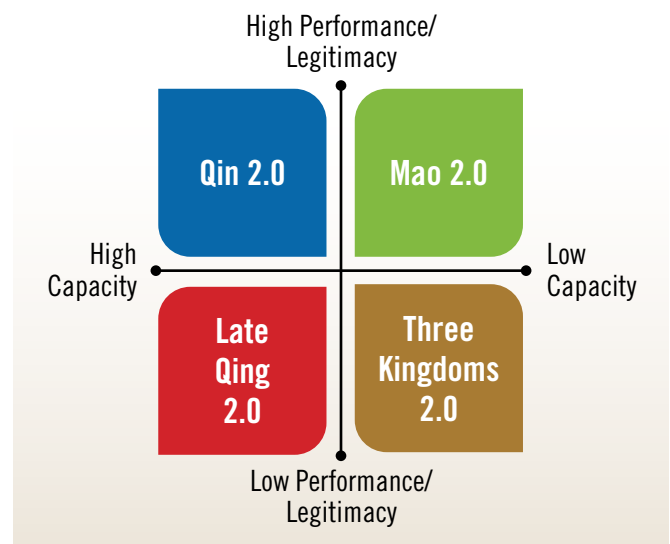 High Performance/
Legitimacy
Qin 2.0
Mao 2.0
High
Capacity
Low
Capacity
Late
Qing
2.0
Three
Kingdoms
2.0
Low Performance/
Legitimacy